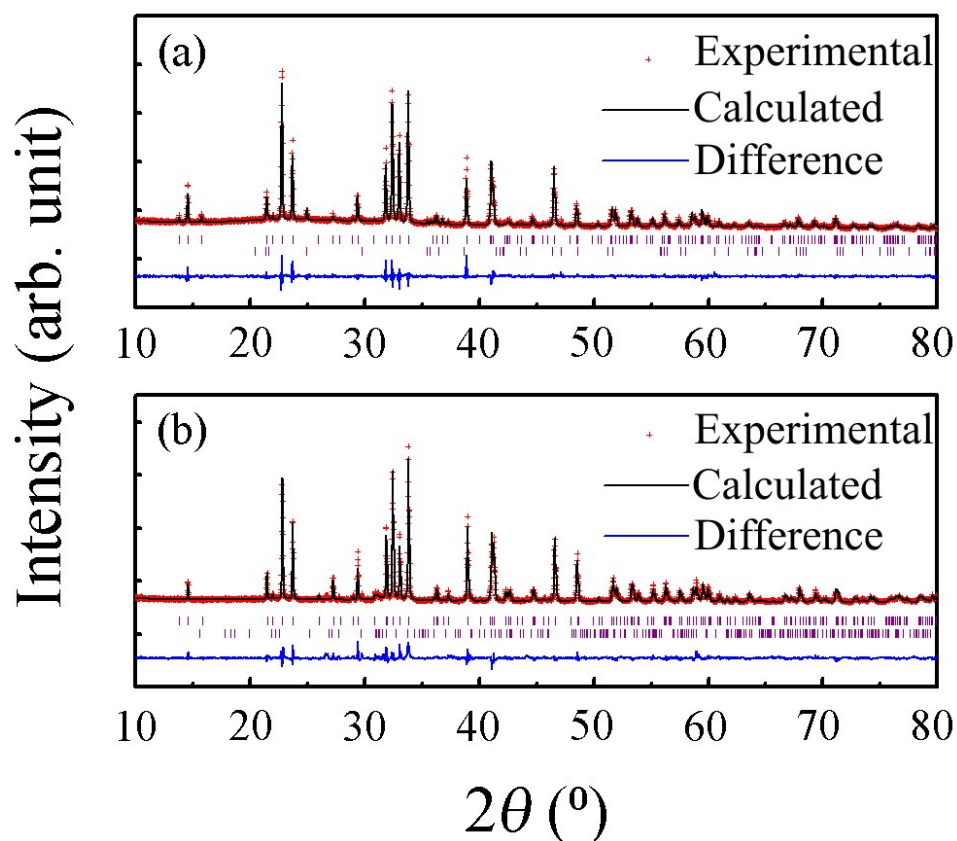 Intensity (arb. unit)
(a)
Experimental
Calculated
Difference
10 20 30 40 50 60 70 80
(b)
Experimental
Calculated
Difference
10 20 30 40 50 60 70 80
2θ (º)